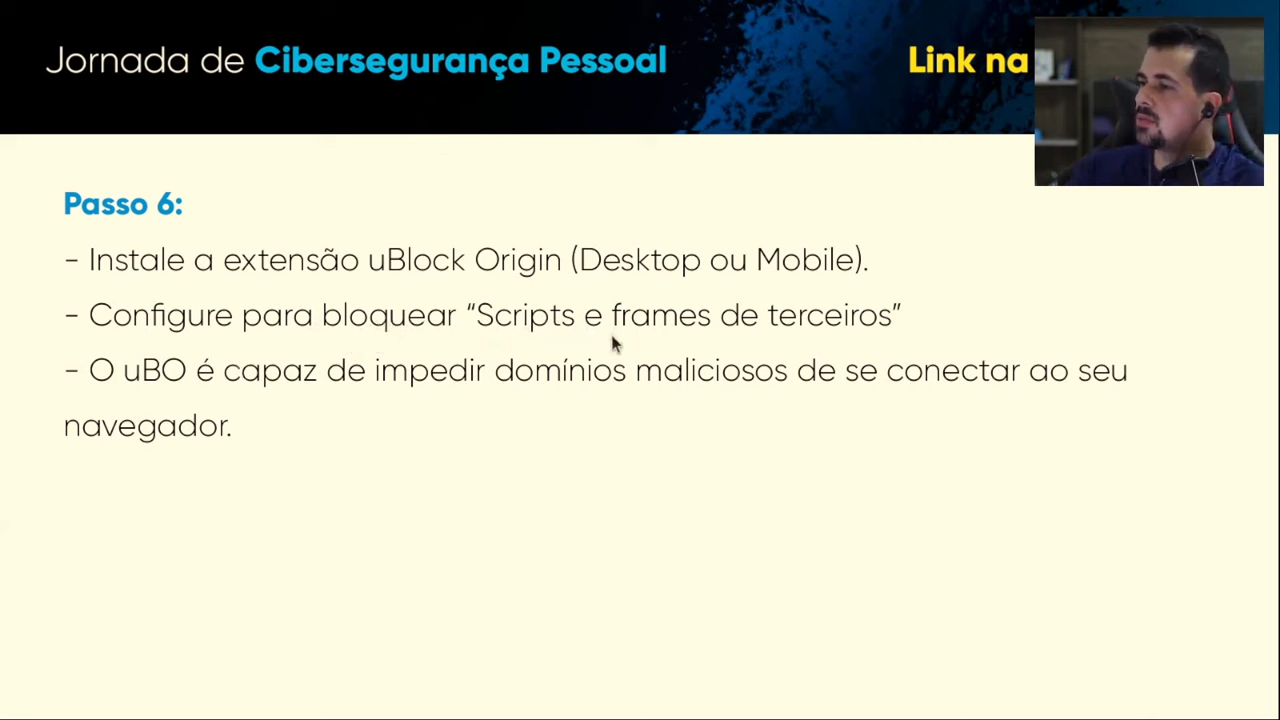 Jornada de Cibersegurança Pessoal
Link na
Passo 6:
- Instale a extensão uBlock Origin (Desktop ou Mobile).
- Configure para bloquear “Scripts e frames de terceiros”
- O uBO é capaz de impedir domínios maliciosos de se conectar ao seu
navegador.